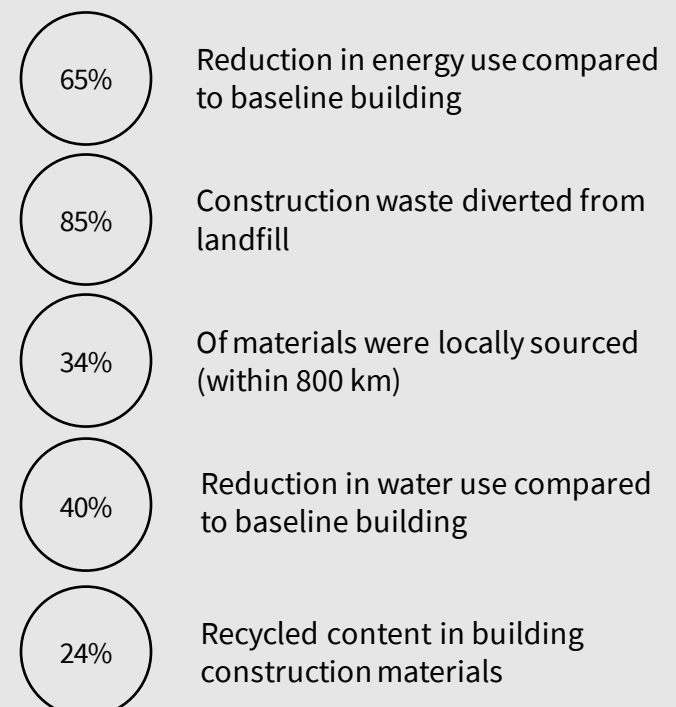 65%
Reduction in energy use compared
to baseline building
85%
Construction waste diverted from
landfill
34%
Of materials were locally sourced
(within 800 km)
40%
Reduction in water use compared
to baseline building
24%
Recycled content in building
construction materials